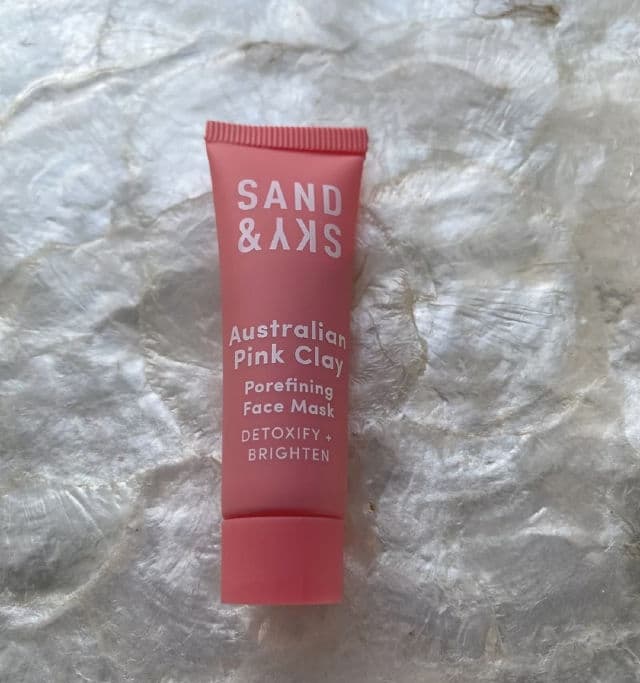 SAND
& SKY
Australian
Pink Clay
Porefining
Face Mask
DETOXIFY +
BRIGHTEN